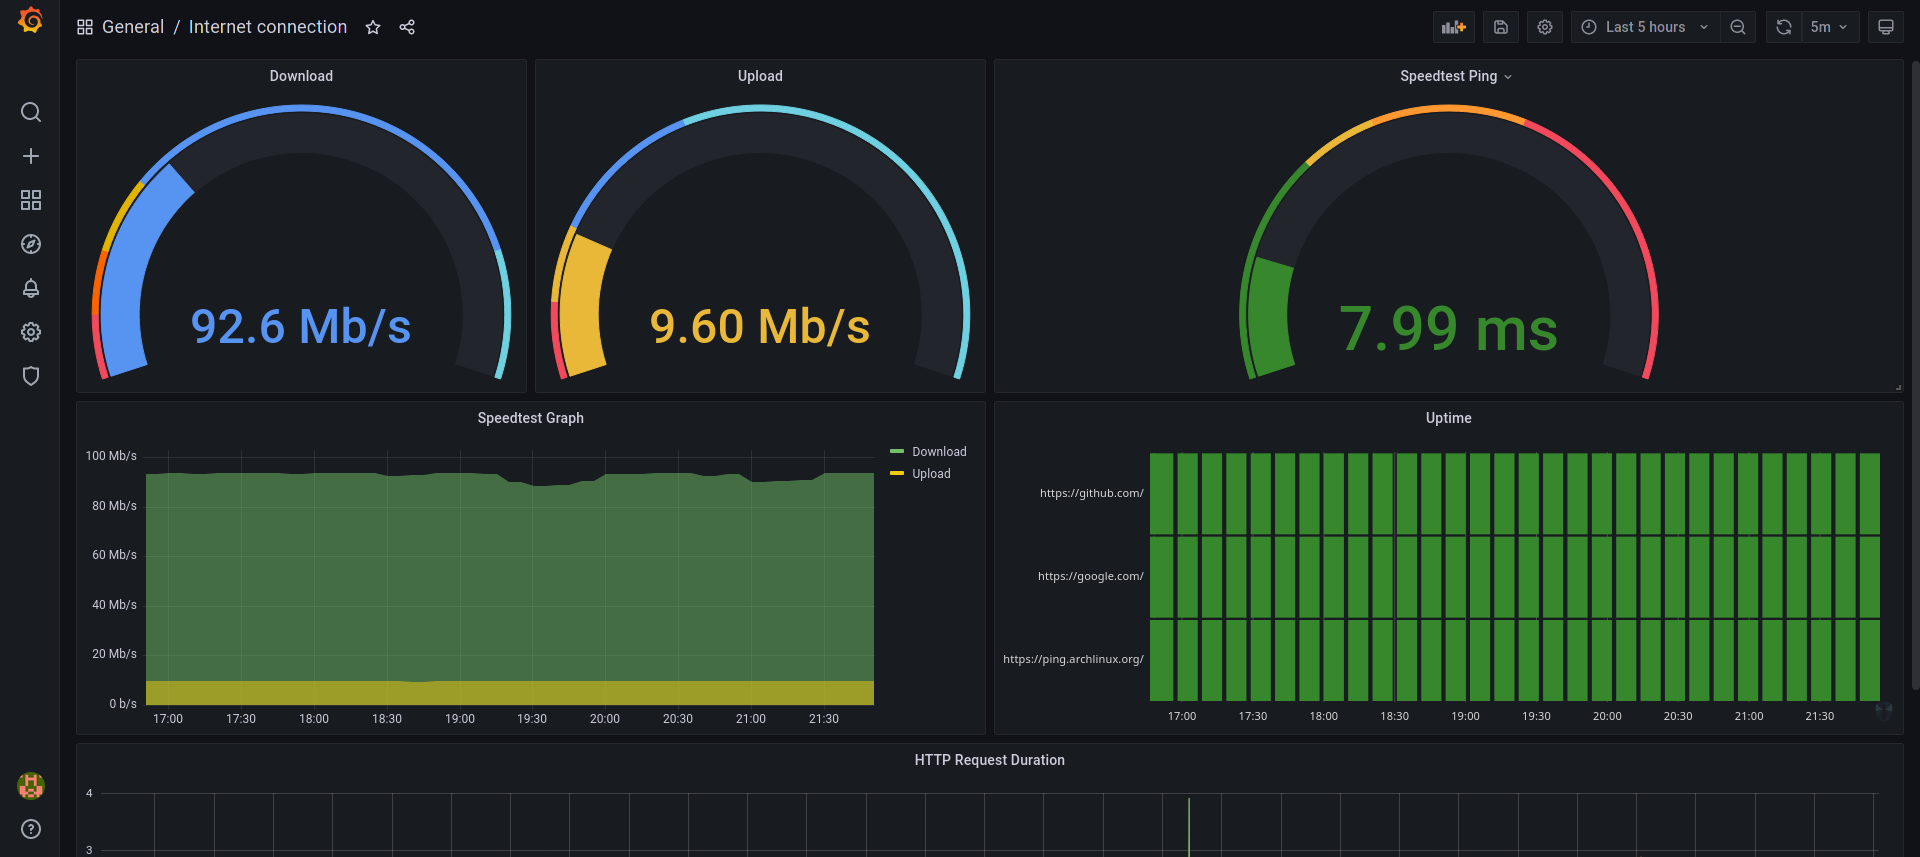 General / Internet connection
Last 5 hours
5m
Download
Upload
Speedtest Ping
92.6 Mb/s
9.60 Mb/s
7.99 ms
Speedtest Graph
100 Mb/s
80 Mb/s
60 Mb/s
40 Mb/s
20 Mb/s
0 b/s
17:00 17:30 18:00 18:30 19:00 19:30 20:00 20:30 21:00 21:30
Download
Upload
Uptime
https://github.com/
https://google.com/
https://ping.archlinux.org/
17:00 17:30 18:00 18:30 19:00 19:30 20:00 20:30 21:00 21:30
HTTP Request Duration
4
3